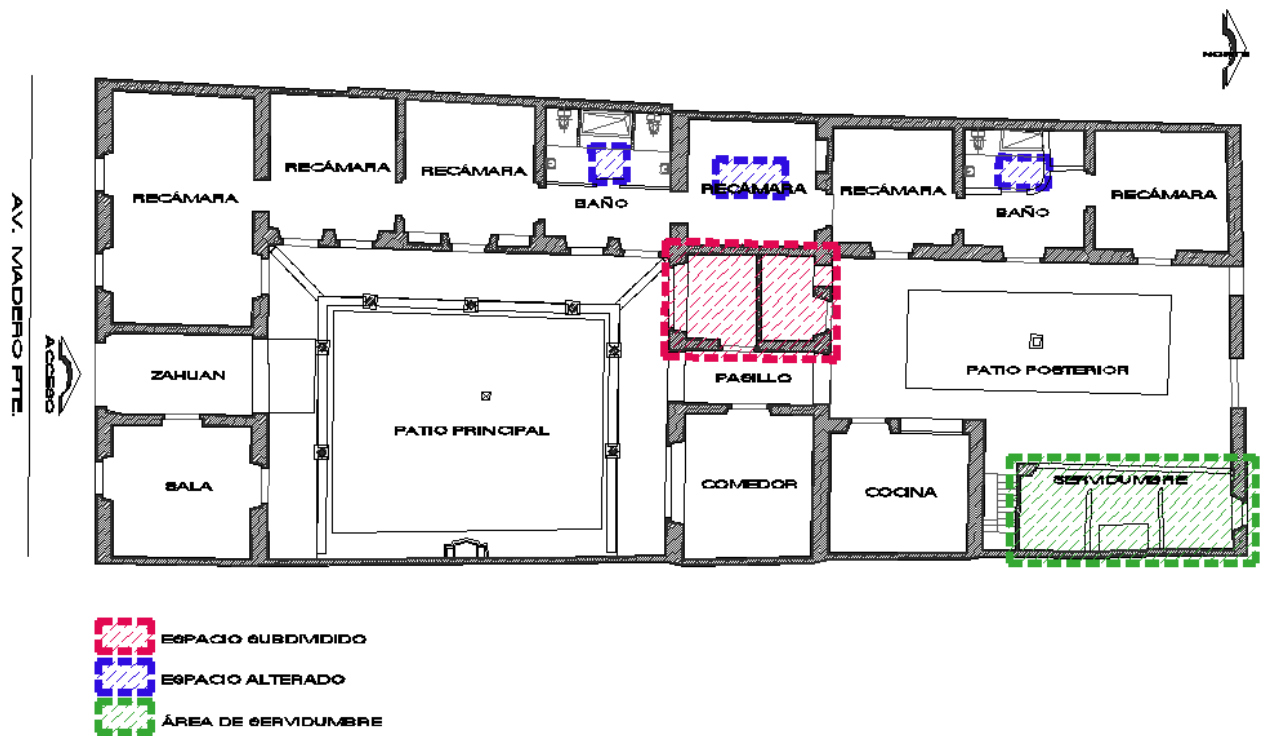 NORTE
RECÁMARA
RECÁMARA
RECÁMARA
BAÑO
RECÁMARA
RECÁMARA
BAÑO
RECÁMARA
AV. MADERO PTE.
ACCESO
ZAHUAN
PASILLO
PATIO POSTERIOR
PATIO PRINCIPAL
SALA
COMEDOR
COCINA
SERVIDUMBRE
ESPACIO SUBDIVIDIDO
ESPACIO ALTERADO
ÁREA DE SERVIDUMBRE